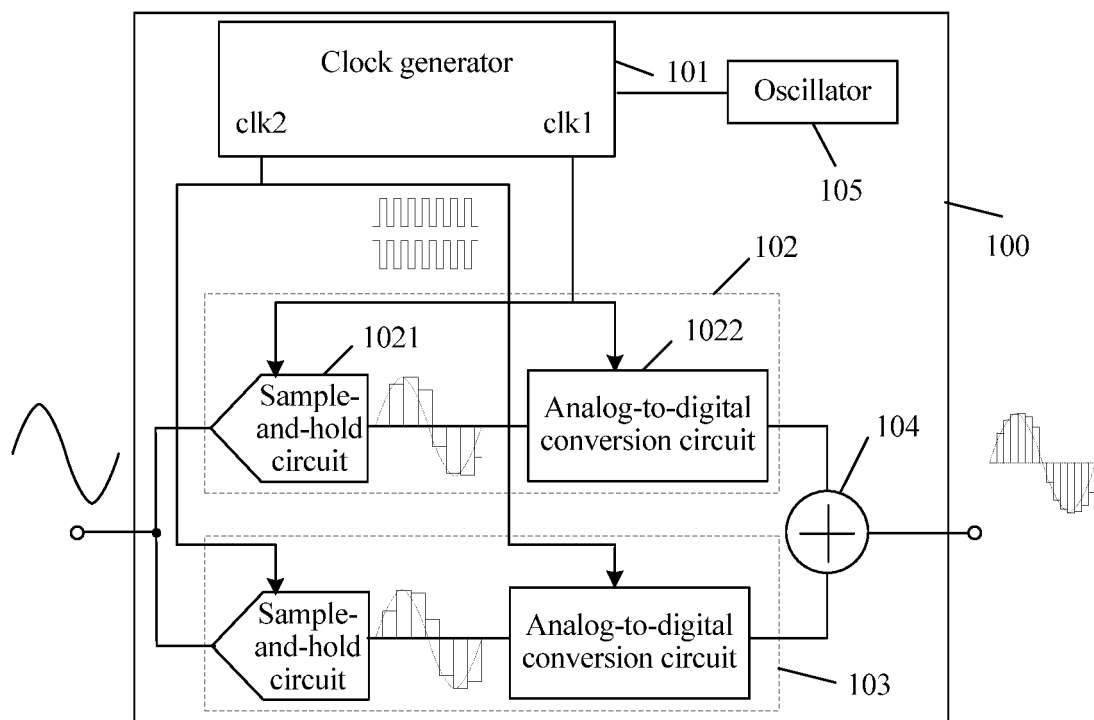 Clock generator
101
Oscillator
clk2
clk1
105
100
102
1021
1022
Sample-
and-hold
circuit
Analog-to-digital
conversion circuit
104
Sample-
and-hold
circuit
Analog-to-digital
conversion circuit
103